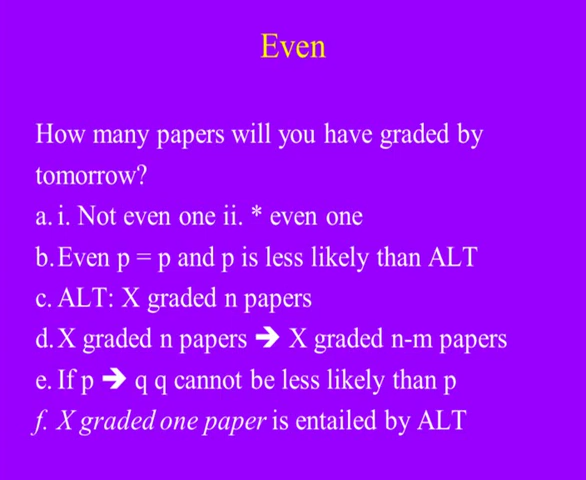 Even
How many papers will you have graded by
tomorrow?
a. i. Not even one ii. * even one
b. Even p = p and p is less likely than ALT
c. ALT: X graded n papers
d. X graded n papers ➔ X graded n-m papers
e. If p ➔ q q cannot be less likely than p
f. X graded one paper is entailed by ALT